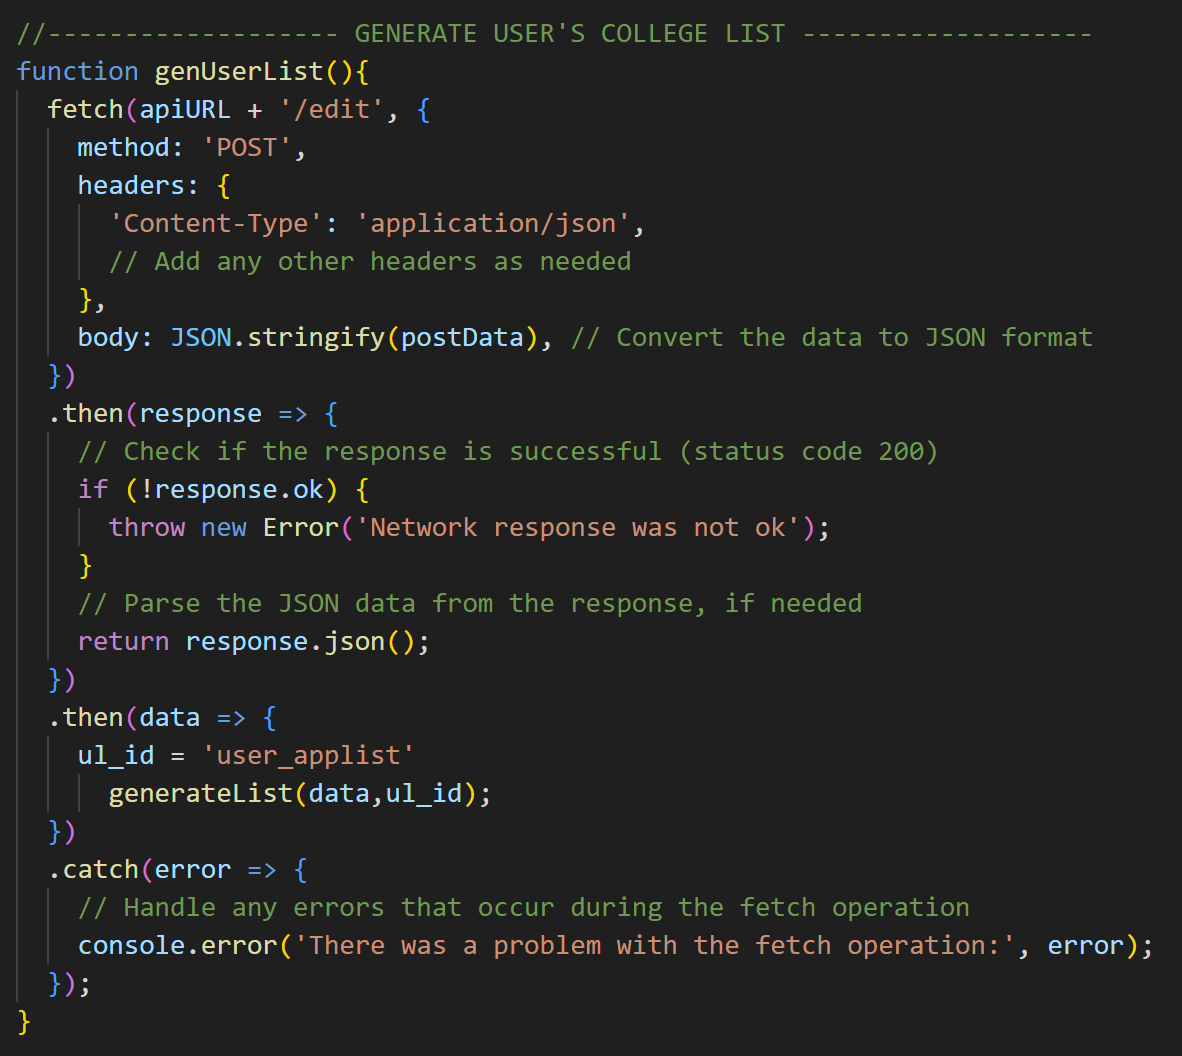 //------------------- GENERATE USER'S COLLEGE LIST -------------------
function genUserList(){
  fetch(apiURL + '/edit', {
    method: 'POST',
    headers: {
      'Content-Type': 'application/json',
      // Add any other headers as needed
    },
    body: JSON.stringify(postData), // Convert the data to JSON format
  })
  .then(response => {
    // Check if the response is successful (status code 200)
    if (!response.ok) {
      throw new Error('Network response was not ok');
    }
    // Parse the JSON data from the response, if needed
    return response.json();
  })
  .then(data => {
    ul_id = 'user_applist'
      generateList(data,ul_id);
  })
  .catch(error => {
    // Handle any errors that occur during the fetch operation
    console.error('There was a problem with the fetch operation:', error);
  });
}